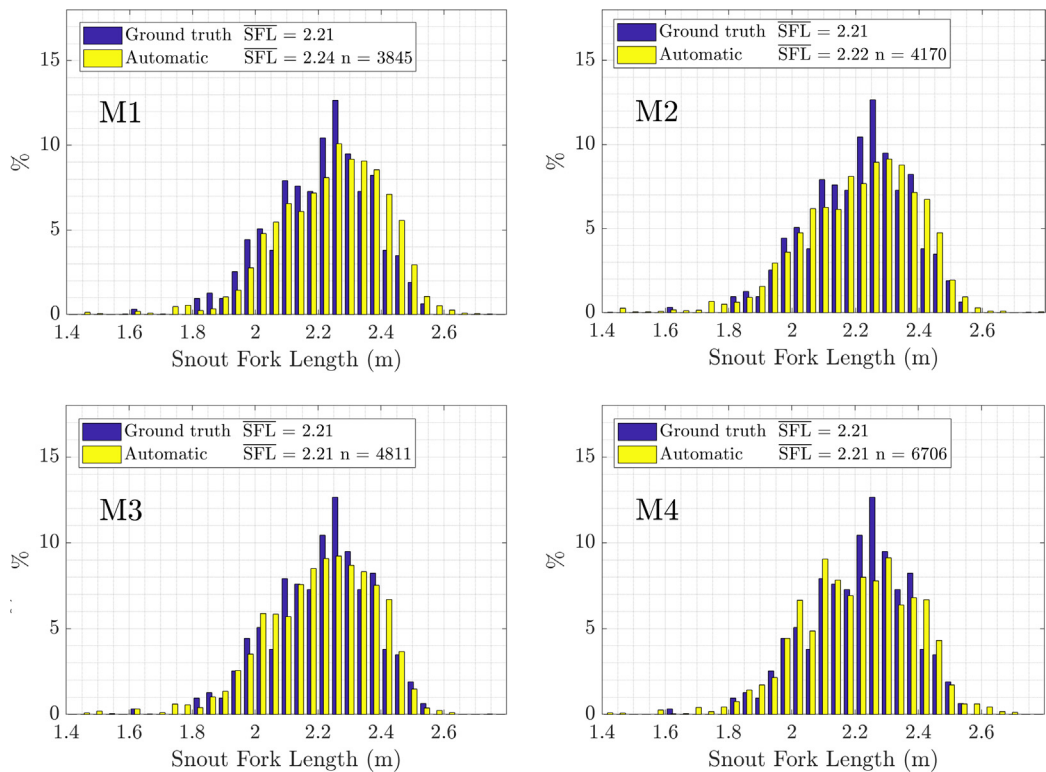 Ground truth SFL = 2.21
Automatic SFL = 2.24 n = 3845
M1
15
10
5
0
%
1.4 1.6 1.8 2 2.2 2.4 2.6
Snout Fork Length (m)
Ground truth SFL = 2.21
Automatic SFL = 2.22 n = 4170
M2
15
10
5
0
%
1.4 1.6 1.8 2 2.2 2.4 2.6
Snout Fork Length (m)
Ground truth SFL = 2.21
Automatic SFL = 2.21 n = 4811
M3
15
10
5
0
%
1.4 1.6 1.8 2 2.2 2.4 2.6
Snout Fork Length (m)
Ground truth SFL = 2.21
Automatic SFL = 2.21 n = 6706
M4
15
10
5
0
%
1.4 1.6 1.8 2 2.2 2.4 2.6
Snout Fork Length (m)